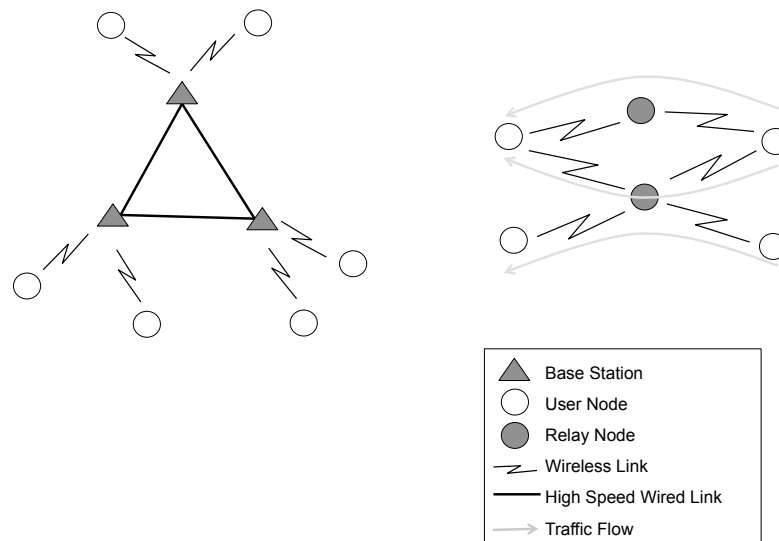 Base Station
User Node
Relay Node
Wireless Link
High Speed Wired Link
Traffic Flow